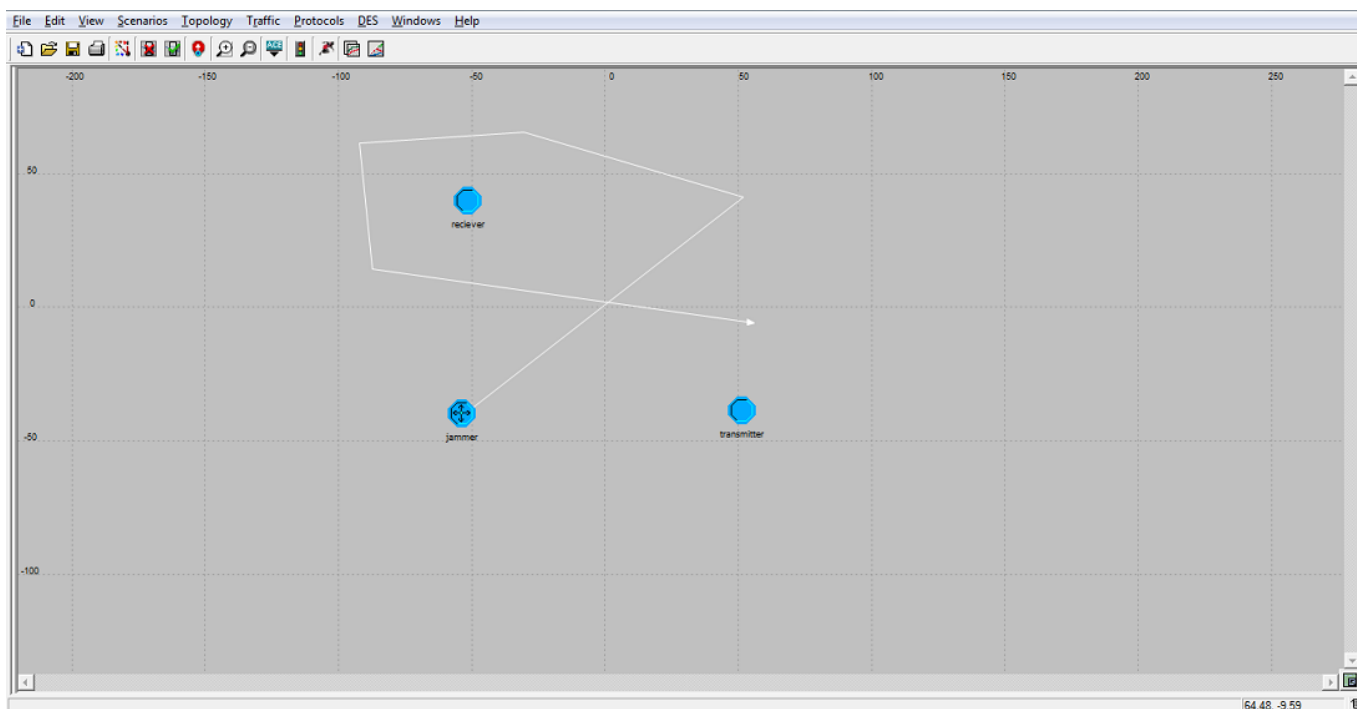 File Edit View Scenarios Topology Traffic Protocols DES Windows Help
ACE
-200 -150 -100 -50 0 50 100 150 200 250
50
reciever
0
-50
jammer
transmitter
-100
64.48, -9.59